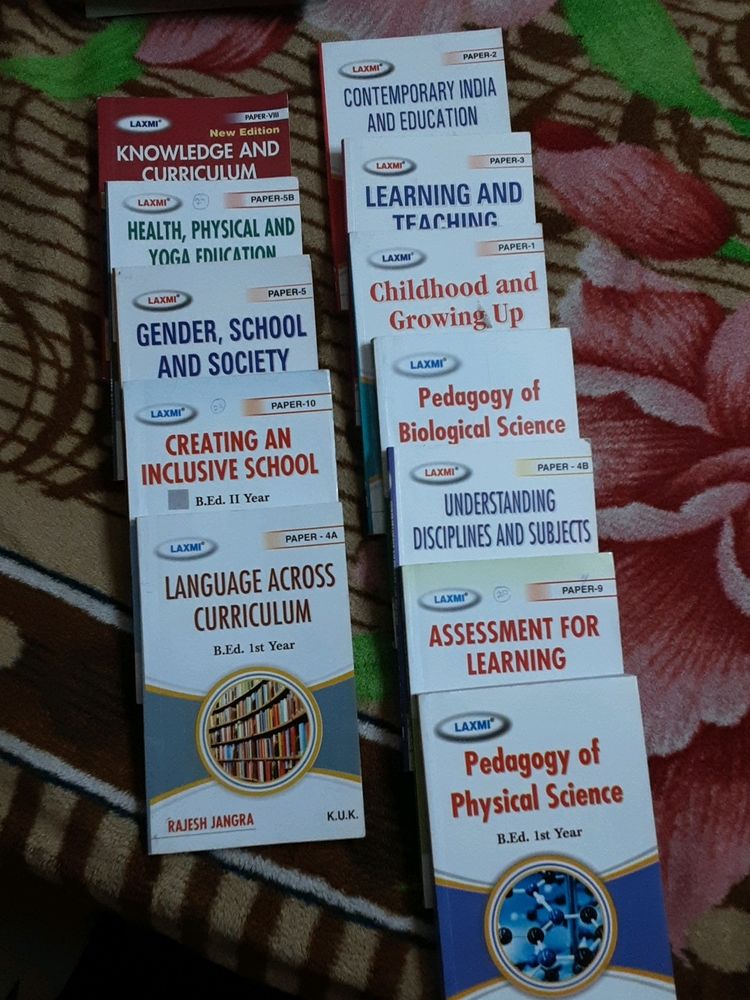 LAXMI®
PAPER-VIII
New Edition
KNOWLEDGE AND
CURRICULUM
LAXMI®
PAPER-5B
HEALTH, PHYSICAL AND
YOGA EDUCATION
LAXMI®
PAPER-5
GENDER, SCHOOL
AND SOCIETY
LAXMI®
PAPER-10
CREATING AN
INCLUSIVE SCHOOL
B.Ed. II Year
LAXMI®
PAPER - 4A
LANGUAGE ACROSS
CURRICULUM
B.Ed. 1st Year
RAJESH JANGRA
K.U.K.
LAXMI®
PAPER-2
CONTEMPORARY INDIA
AND EDUCATION
LAXMI®
PAPER-3
LEARNING AND
TEACHING
LAXMI®
PAPER-1
Childhood and
Growing Up
LAXMI®
Pedagogy of
Biological Science
LAXMI®
PAPER - 4B
UNDERSTANDING
DISCIPLINES AND SUBJECTS
LAXMI®
PAPER-9
ASSESSMENT FOR
LEARNING
LAXMI®
Pedagogy of
Physical Science
B.Ed. 1st Year